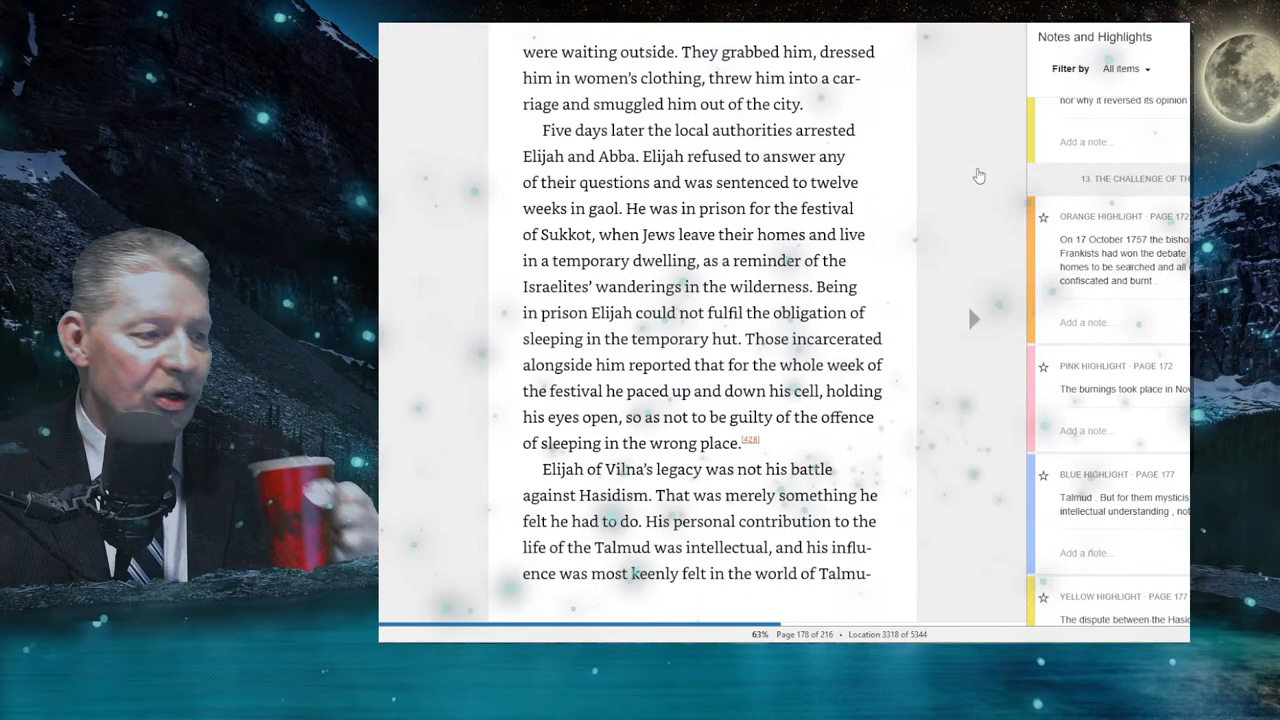 were waiting outside. They grabbed him, dressed
him in women's clothing, threw him into a car-
riage and smuggled him out of the city.
Five days later the local authorities arrested
Elijah and Abba. Elijah refused to answer any
of their questions and was sentenced to twelve
weeks in gaol. He was in prison for the festival
of Sukkot, when Jews leave their homes and live
in a temporary dwelling, as a reminder of the
Israelites' wanderings in the wilderness. Being
in prison Elijah could not fulfil the obligation of
sleeping in the temporary hut. Those incarcerated
alongside him reported that for the whole week of
the festival he paced up and down his cell, holding
his eyes open, so as not to be guilty of the offence
of sleeping in the wrong place.[428]
Elijah of Vilna's legacy was not his battle
against Hasidism. That was merely something he
felt he had to do. His personal contribution to the
life of the Talmud was intellectual, and his influ-
ence was most keenly felt in the world of Talmu-
63% Page 178 of 216 • Location 3318 of 5344
Notes and Highlights
Filter by All items
nor why it reversed its opinion
Add a note...
13. THE CHALLENGE OF TH
ORANGE HIGHLIGHT · PAGE 172
On 17 October 1757 the bisho
Frankists had won the debate
homes to be searched and all
confiscated and burnt .
Add a note...
PINK HIGHLIGHT · PAGE 172
The burnings took place in Nov
Add a note...
BLUE HIGHLIGHT · PAGE 177
Talmud . But for them mysticis
intellectual understanding , not
Add a note...
YELLOW HIGHLIGHT · PAGE 177
The dispute between the Hasid